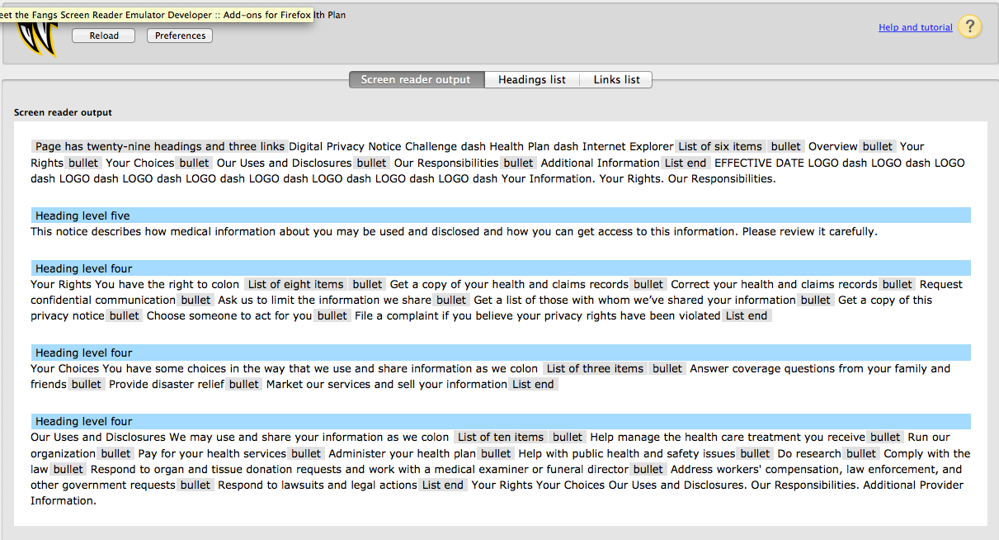 eet the Fangs Screen Reader Emulator Developer :: Add-ons for Firefox lth Plan
Reload Preferences
Help and tutorial ?
Screen reader output Headings list Links list
Screen reader output
Page has twenty-nine headings and three links Digital Privacy Notice Challenge dash Health Plan dash Internet Explorer List of six items bullet Overview bullet Your
Rights bullet Your Choices bullet Our Uses and Disclosures bullet Our Responsibilities bullet Additional Information List end EFFECTIVE DATE LOGO dash LOGO dash LOGO
dash LOGO dash LOGO dash LOGO dash LOGO dash LOGO dash LOGO dash LOGO dash Your Information. Your Rights. Our Responsibilities.
Heading level five
This notice describes how medical information about you may be used and disclosed and how you can get access to this information. Please review it carefully.
Heading level four
Your Rights You have the right to colon List of eight items bullet Get a copy of your health and claims records bullet Correct your health and claims records bullet Request
confidential communication bullet Ask us to limit the information we share bullet Get a list of those with whom we've shared your information bullet Get a copy of this
privacy notice bullet Choose someone to act for you bullet File a complaint if you believe your privacy rights have been violated List end
Heading level four
Your Choices You have some choices in the way that we use and share information as we colon List of three items bullet Answer coverage questions from your family and
friends bullet Provide disaster relief bullet Market our services and sell your information List end
Heading level four
Our Uses and Disclosures We may use and share your information as we colon List of ten items bullet Help manage the health care treatment you receive bullet Run our
organization bullet Pay for your health services bullet Administer your health plan bullet Help with public health and safety issues bullet Do research bullet Comply with the
law bullet Respond to organ and tissue donation requests and work with a medical examiner or funeral director bullet Address workers' compensation, law enforcement, and
other government requests bullet Respond to lawsuits and legal actions List end Your Rights Your Choices Our Uses and Disclosures. Our Responsibilities. Additional Provider
Information.